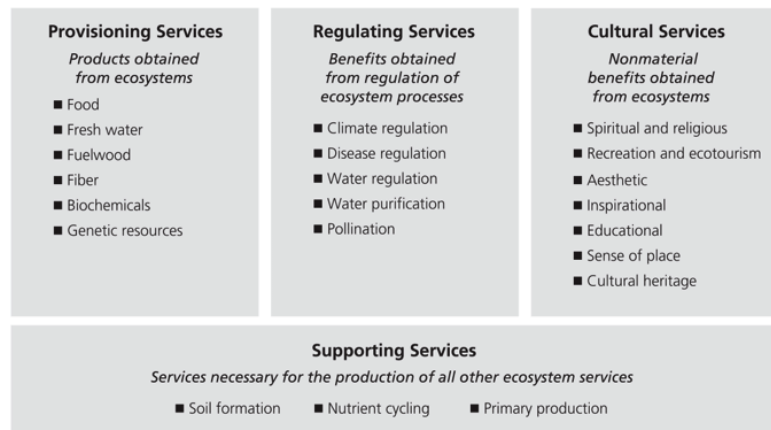 Provisioning Services
Products obtained
from ecosystems
■ Food
■ Fresh water
■ Fuelwood
■ Fiber
■ Biochemicals
■ Genetic resources
Regulating Services
Benefits obtained
from regulation of
ecosystem processes
■ Climate regulation
■ Disease regulation
■ Water regulation
■ Water purification
■ Pollination
Cultural Services
Nonmaterial
benefits obtained
from ecosystems
■ Spiritual and religious
■ Recreation and ecotourism
■ Aesthetic
■ Inspirational
■ Educational
■ Sense of place
■ Cultural heritage
Supporting Services
Services necessary for the production of all other ecosystem services
■ Soil formation ■ Nutrient cycling ■ Primary production